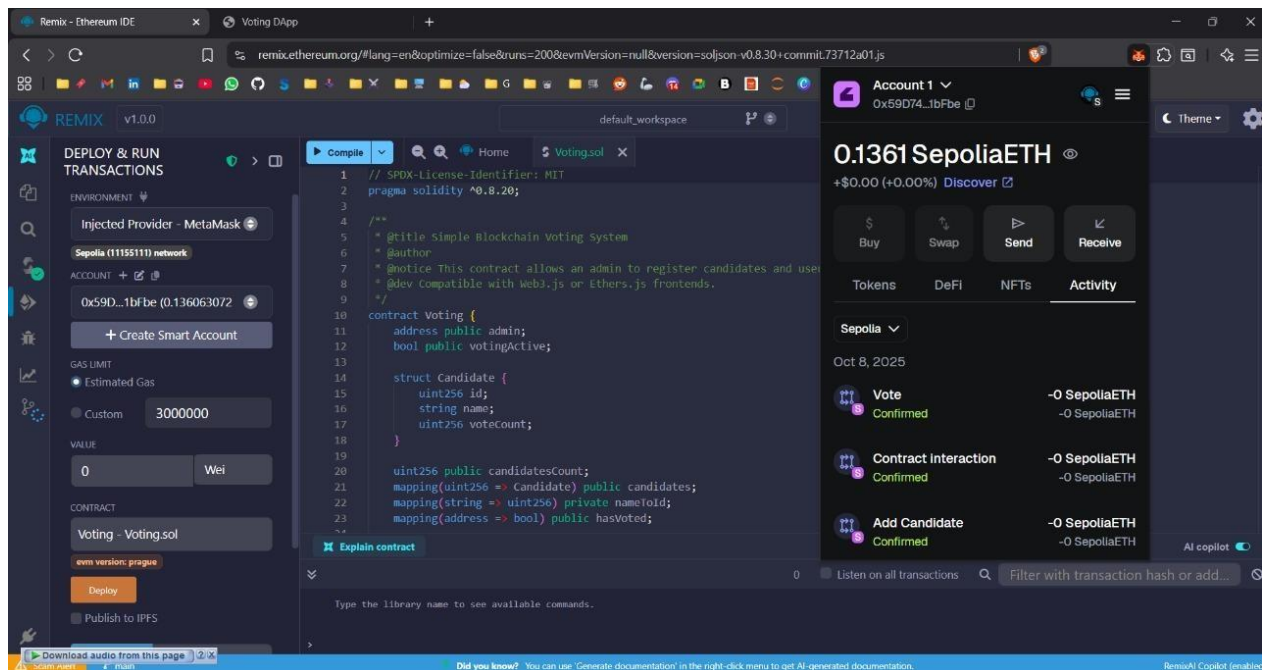 Remix - Ethereum IDE
Voting DApp
remix.ethereum.org/#lang=en&optimize=false&runs=200&evmVersion=null&version=soljson-v0.8.30+commit.73712a01.js
G
14
B
REMIX v1.0.0
default_workspace
Theme
DEPLOY & RUN
TRANSACTIONS
ENVIRONMENT
Injected Provider - MetaMask
Sepolia (11155111) network
ACCOUNT
0x59D...1bFbe (0.136063072
+ Create Smart Account
GAS LIMIT
Estimated Gas
Custom 3000000
VALUE
0 Wei
CONTRACT
Voting - Voting.sol
evm version: prague
Deploy
Publish to IPFS
Compile
Home
Voting.sol
1 // SPDX-License-Identifier: MIT
2 pragma solidity ^0.8.20;
3
4 /**
5 * @title Simple Blockchain Voting System
6 * @author
7 * @notice This contract allows an admin to register candidates and use
8 * @dev Compatible with Web3.js or Ethers.js frontends.
9 */
10 contract Voting {
11 address public admin;
12 bool public votingActive;
13
14 struct Candidate {
15 uint256 id;
16 string name;
17 uint256 voteCount;
18 }
19
20 uint256 public candidatesCount;
21 mapping(uint256 => Candidate) public candidates;
22 mapping(string => uint256) private nameToId;
23 mapping(address => bool) public hasVoted;
Explain contract
AI copilot
0 Listen on all transactions
Filter with transaction hash or add...
Type the library name to see available commands.
>
Account 1
0x59D74...1bFbe
S
0.1361 SepoliaETH
+$0.00 (+0.00%) Discover
$
Buy
Swap
Send
Receive
Tokens
DeFi
NFTs
Activity
Sepolia
Oct 8, 2025
Vote -0 SepoliaETH
S Confirmed -0 SepoliaETH
Contract interaction -0 SepoliaETH
S Confirmed -0 SepoliaETH
Add Candidate -0 SepoliaETH
S Confirmed -0 SepoliaETH
Download audio from this page ? X
Scam Alert main
Did you know? You can use 'Generate documentation' in the right-click menu to get AI-generated documentation.
RemixAI Copilot (enabled